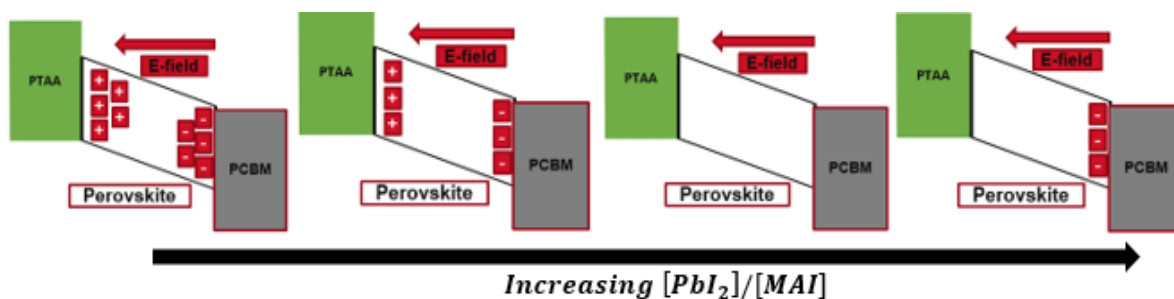 E-field
PTAA
+ +
+ +
+
- -
- -
-
PCBM
Perovskite
E-field
PTAA
+
+
+
-
-
-
PCBM
Perovskite
E-field
PTAA
PCBM
Perovskite
E-field
PTAA
-
-
-
PCBM
Perovskite
Increasing [PbI₂]/[MAI]